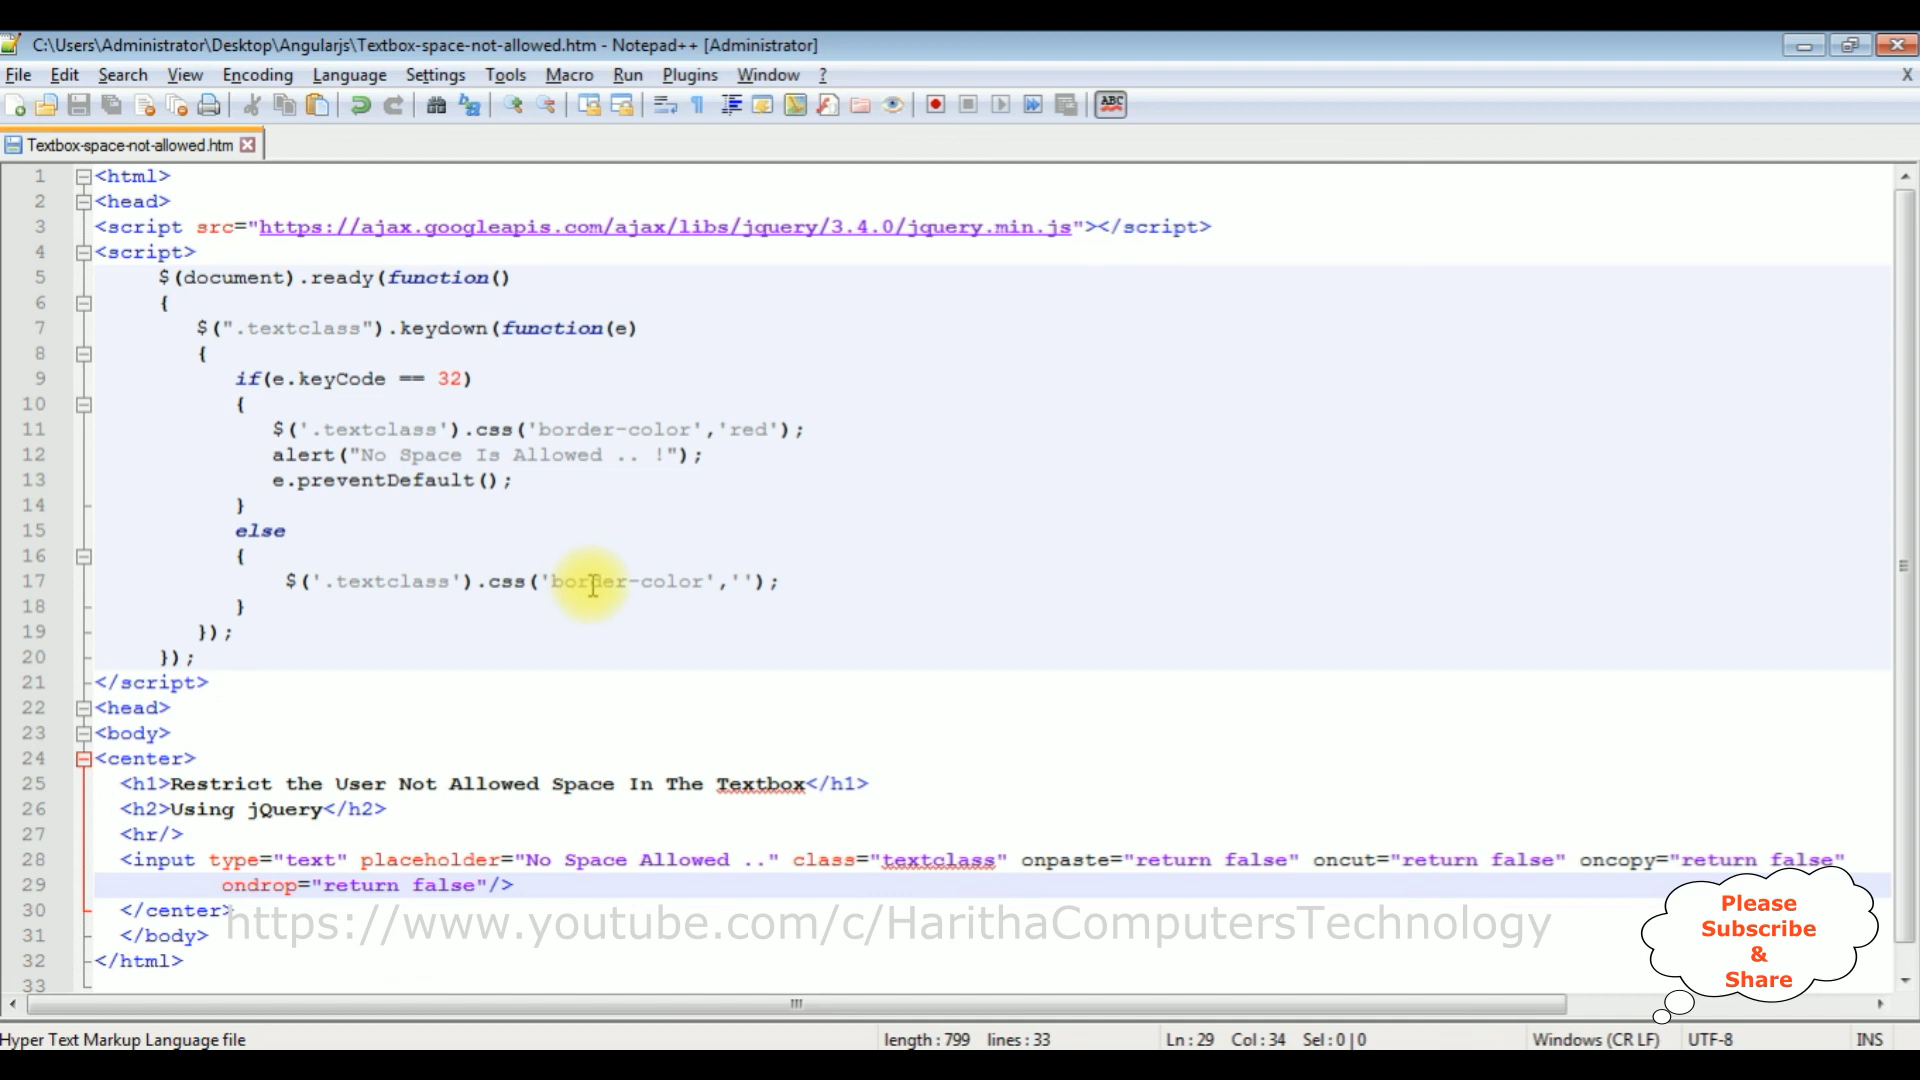 C:\Users\Administrator\Desktop\Angularjs\Textbox-space-not-allowed.htm - Notepad++ [Administrator]
File Edit Search View Encoding Language Settings Tools Macro Run Plugins Window ? X
ABC
Textbox-space-not-allowed.htm
1 <html>
2 <head>
3 <script src="https://ajax.googleapis.com/ajax/libs/jquery/3.4.0/jquery.min.js"></script>
4 <script>
5 $(document).ready(function()
6 {
7 $(".textclass").keydown(function(e)
8 {
9 if(e.keyCode == 32)
10 {
11 $('.textclass').css('border-color','red');
12 alert("No Space Is Allowed .. !");
13 e.preventDefault();
14 }
15 else
16 {
17 $('.textclass').css('border-color','');
18 }
19 });
20 });
21 </script>
22 <head>
23 <body>
24 <center>
25 <h1>Restrict the User Not Allowed Space In The Textbox</h1>
26 <h2>Using jQuery</h2>
27 <hr/>
28 <input type="text" placeholder="No Space Allowed .." class="textclass" onpaste="return false" oncut="return false" oncopy="return false"
29 ondrop="return false"/>
30 </center>
31 </body>
32 </html>
33
https://www.youtube.com/c/HarithaComputersTechnology
Please
Subscribe
&
Share
Hyper Text Markup Language file length : 799 lines : 33 Ln : 29 Col : 34 Sel : 0 | 0 Windows (CR LF) UTF-8 INS